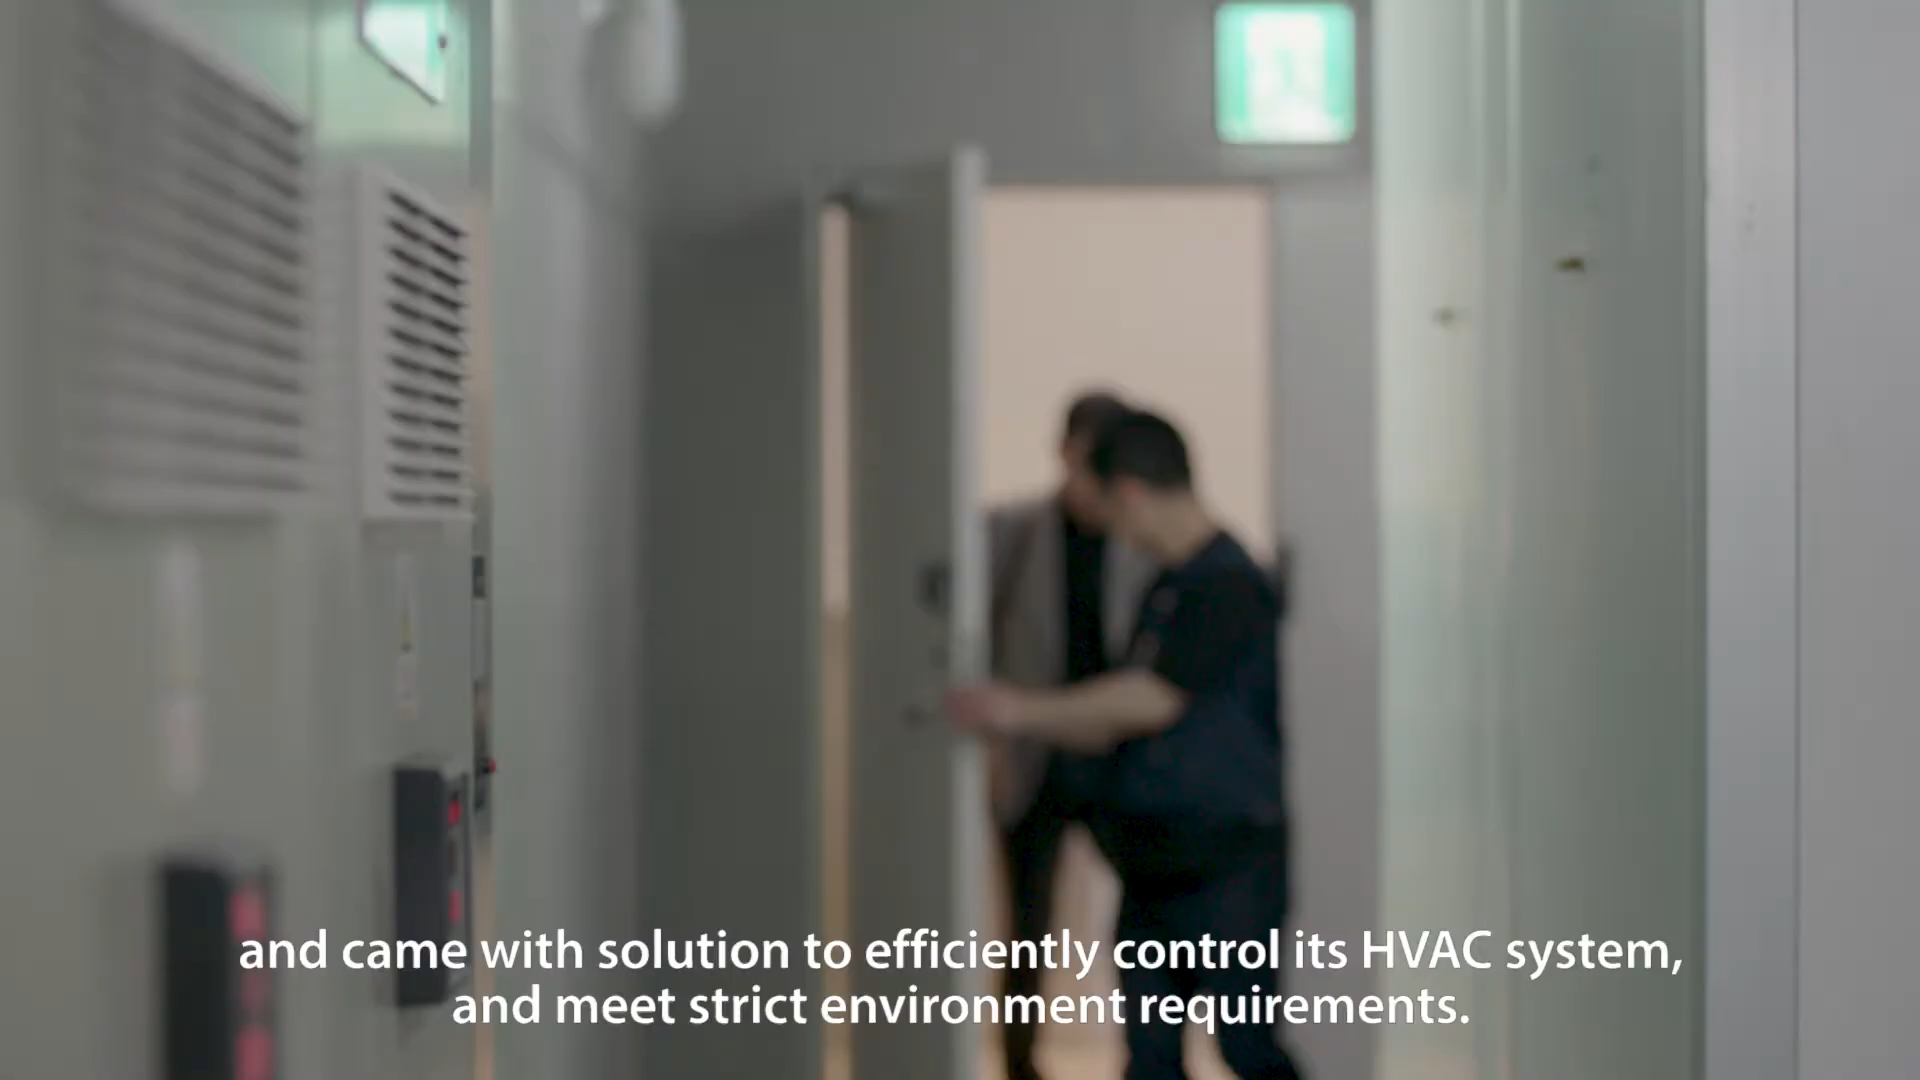 and came with solution to efficiently control its HVAC system,
and meet strict environment requirements.